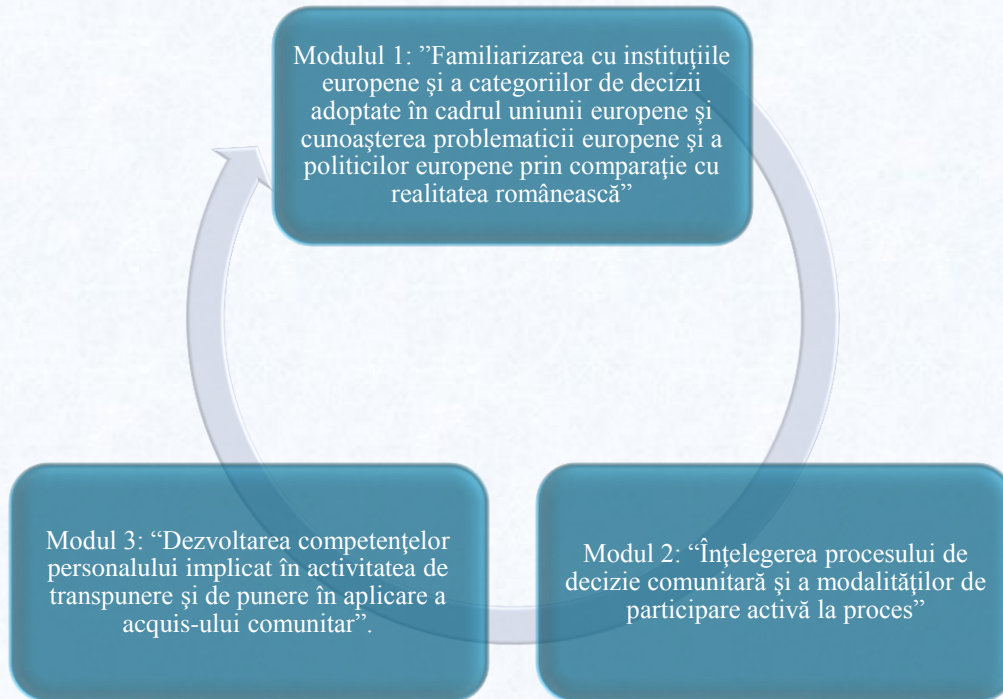 Modulul 1: ”Familiarizarea cu instituţiile
europene şi a categoriilor de decizii
adoptate în cadrul uniunii europene şi
cunoaşterea problematicii europene şi a
politicilor europene prin comparaţie cu
realitatea românească”
Modul 2: “Înţelegerea procesului de
decizie comunitară şi a modalităţilor de
participare activă la proces”
Modul 3: “Dezvoltarea competenţelor
personalului implicat în activitatea de
transpunere şi de punere în aplicare a
acquis-ului comunitar”.